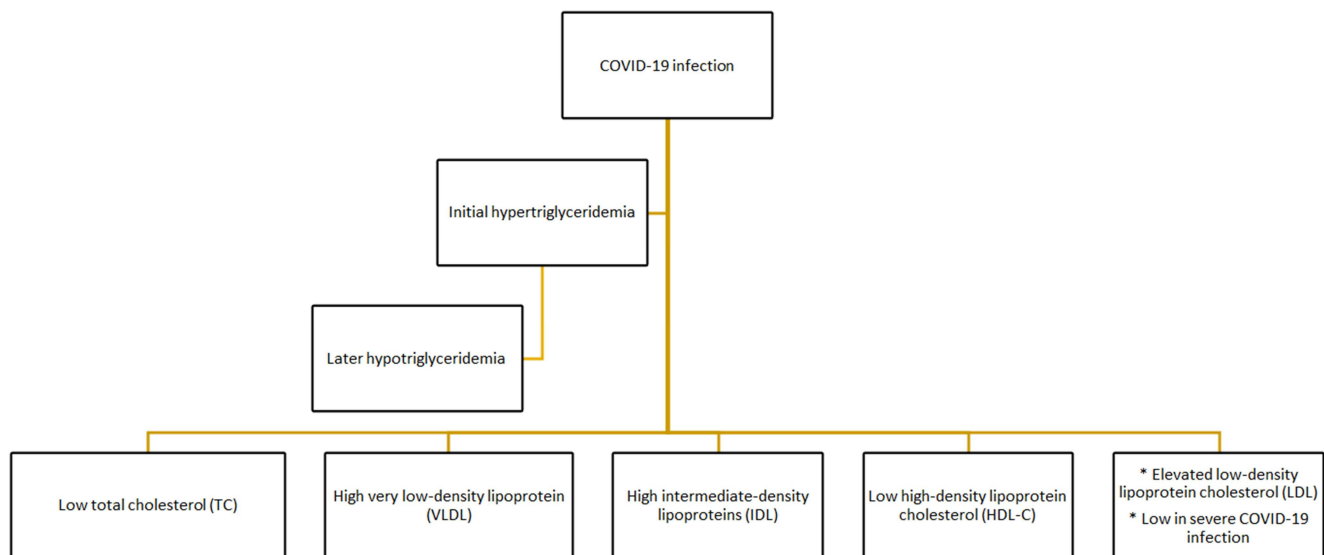 COVID-19 infection
Initial hypertriglyceridemia
Later hypotriglyceridemia
Low total cholesterol (TC)
High very low-density lipoprotein
(VLDL)
High intermediate-density
lipoproteins (IDL)
Low high-density lipoprotein
cholesterol (HDL-C)
* Elevated low-density
lipoprotein cholesterol (LDL)
* Low in severe COVID-19
infection